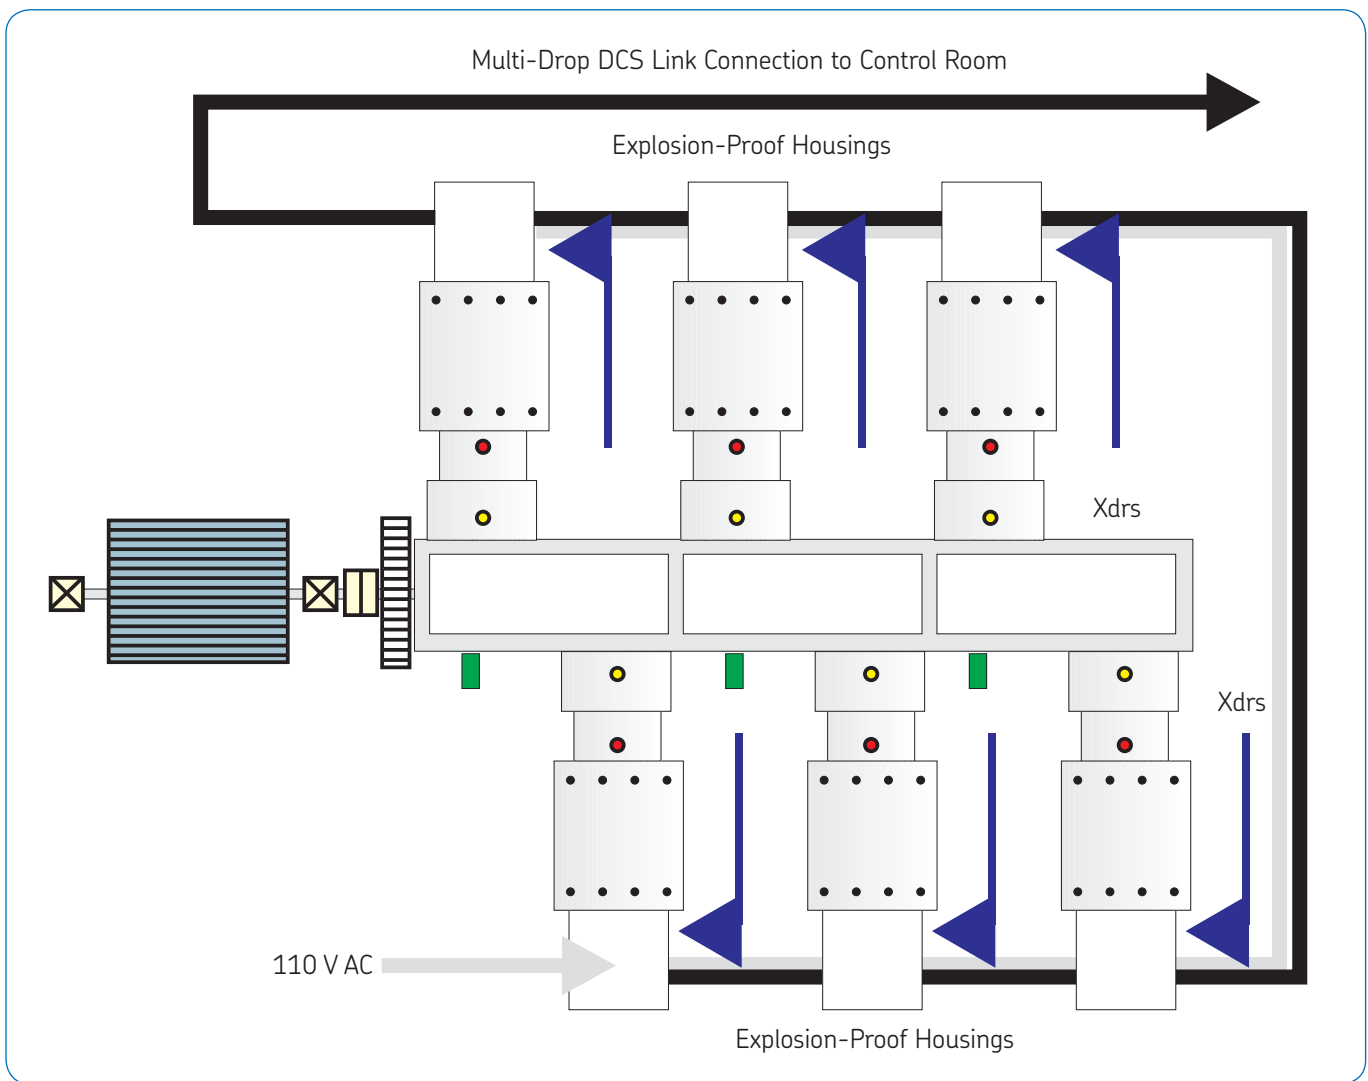 Multi-Drop DCS Link Connection to Control Room
Explosion-Proof Housings
Xdrs
Xdrs
110 V AC
Explosion-Proof Housings